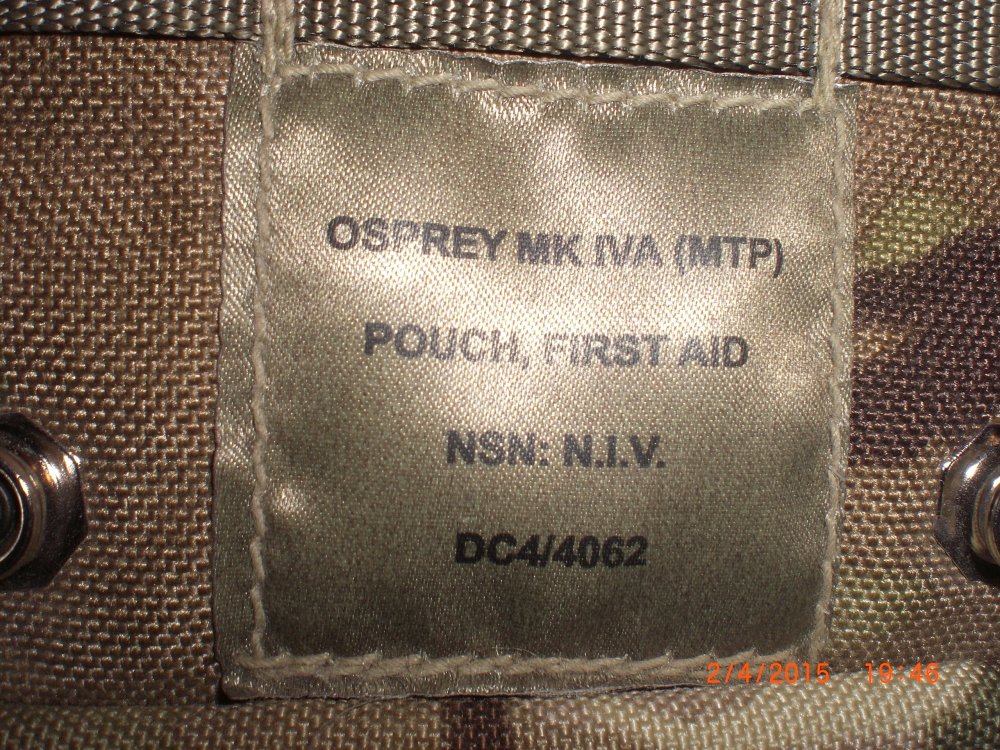 OSPREY MK IVA (MTP)
POUCH, FIRST AID
NSN: N.I.V.
DC4/4062
2/4/2015 19:46